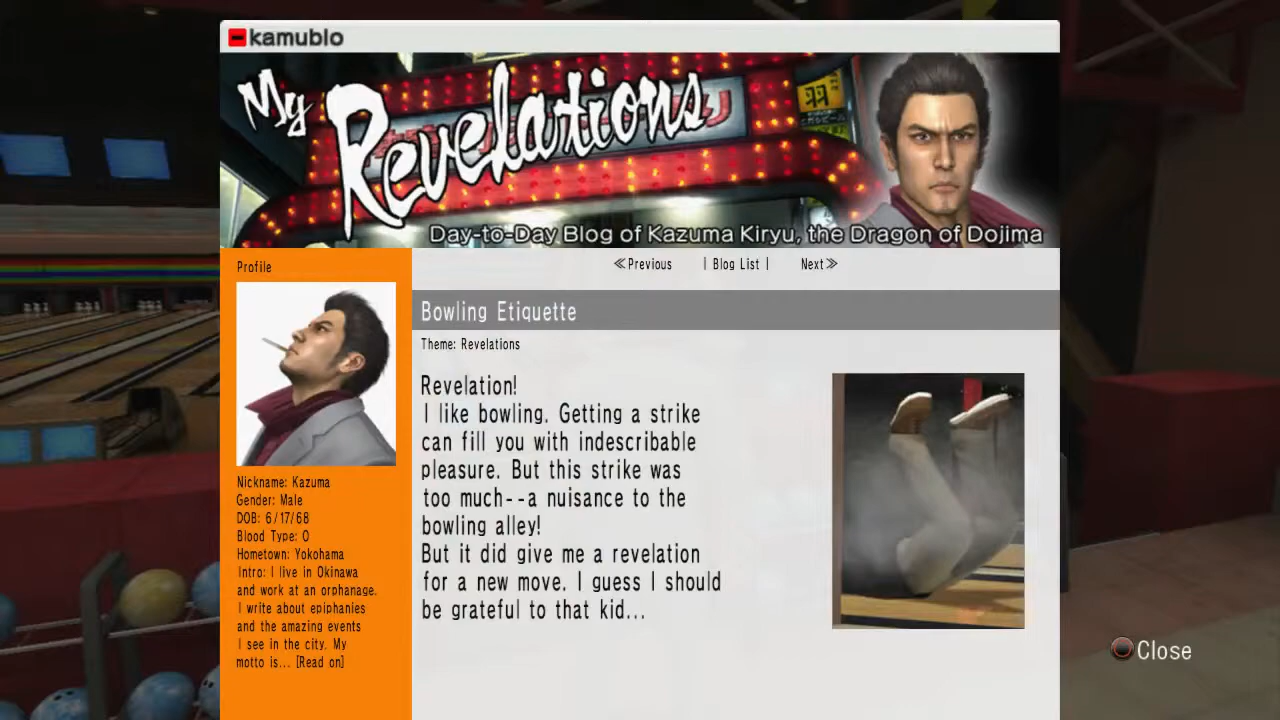 kamublo
My Revelations
Day-to-Day Blog of Kazuma Kiryu, the Dragon of Dojima
Profile
≪Previous | Blog List | Next≫
Bowling Etiquette
Theme: Revelations
Revelation!
I like bowling. Getting a strike
can fill you with indescribable
pleasure. But this strike was
too much--a nuisance to the
bowling alley!
But it did give me a revelation
for a new move. I guess I should
be grateful to that kid...
Nickname: Kazuma
Gender: Male
DOB: 6/17/68
Blood Type: O
Hometown: Yokohama
Intro: I live in Okinawa
and work at an orphanage.
I write about epiphanies
and the amazing events
I see in the city. My
motto is... [Read on]
Close